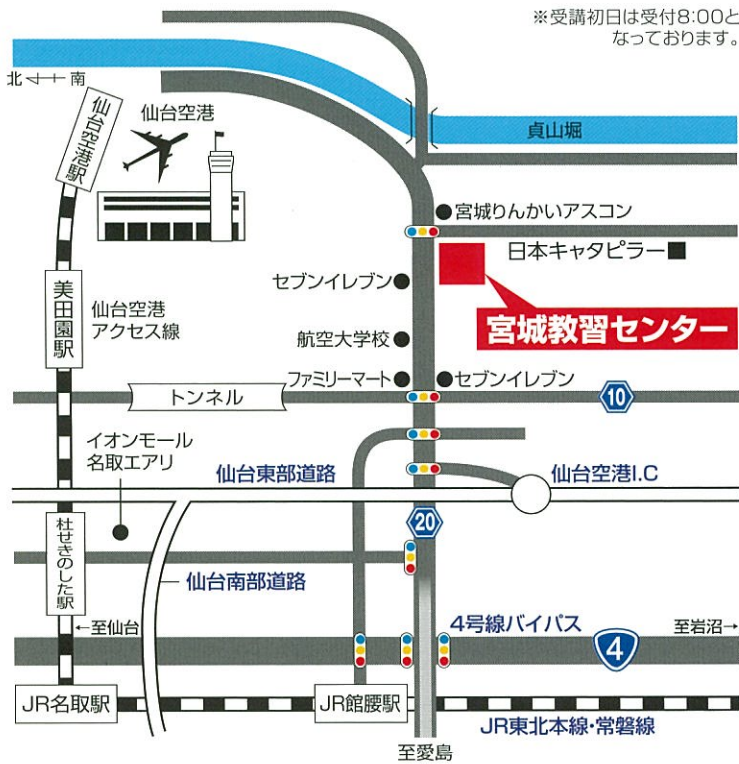 ※受講初日は受付8:00と
なっております。
北
南
仙台空港駅
仙台空港
貞山堀
宮城りんかいアスコン
日本キャタピラー
セブンイレブン
美田園駅
仙台空港
アクセス線
宮城教習センター
航空大学校
ファミリーマート
セブンイレブン
トンネル
10
イオンモール
名取エアリ
仙台東部道路
仙台空港I.C
20
杜せきのした駅
仙台南部道路
←至仙台
4号線バイパス
至岩沼→
4
JR名取駅
JR館腰駅
JR東北本線・常磐線
至愛島